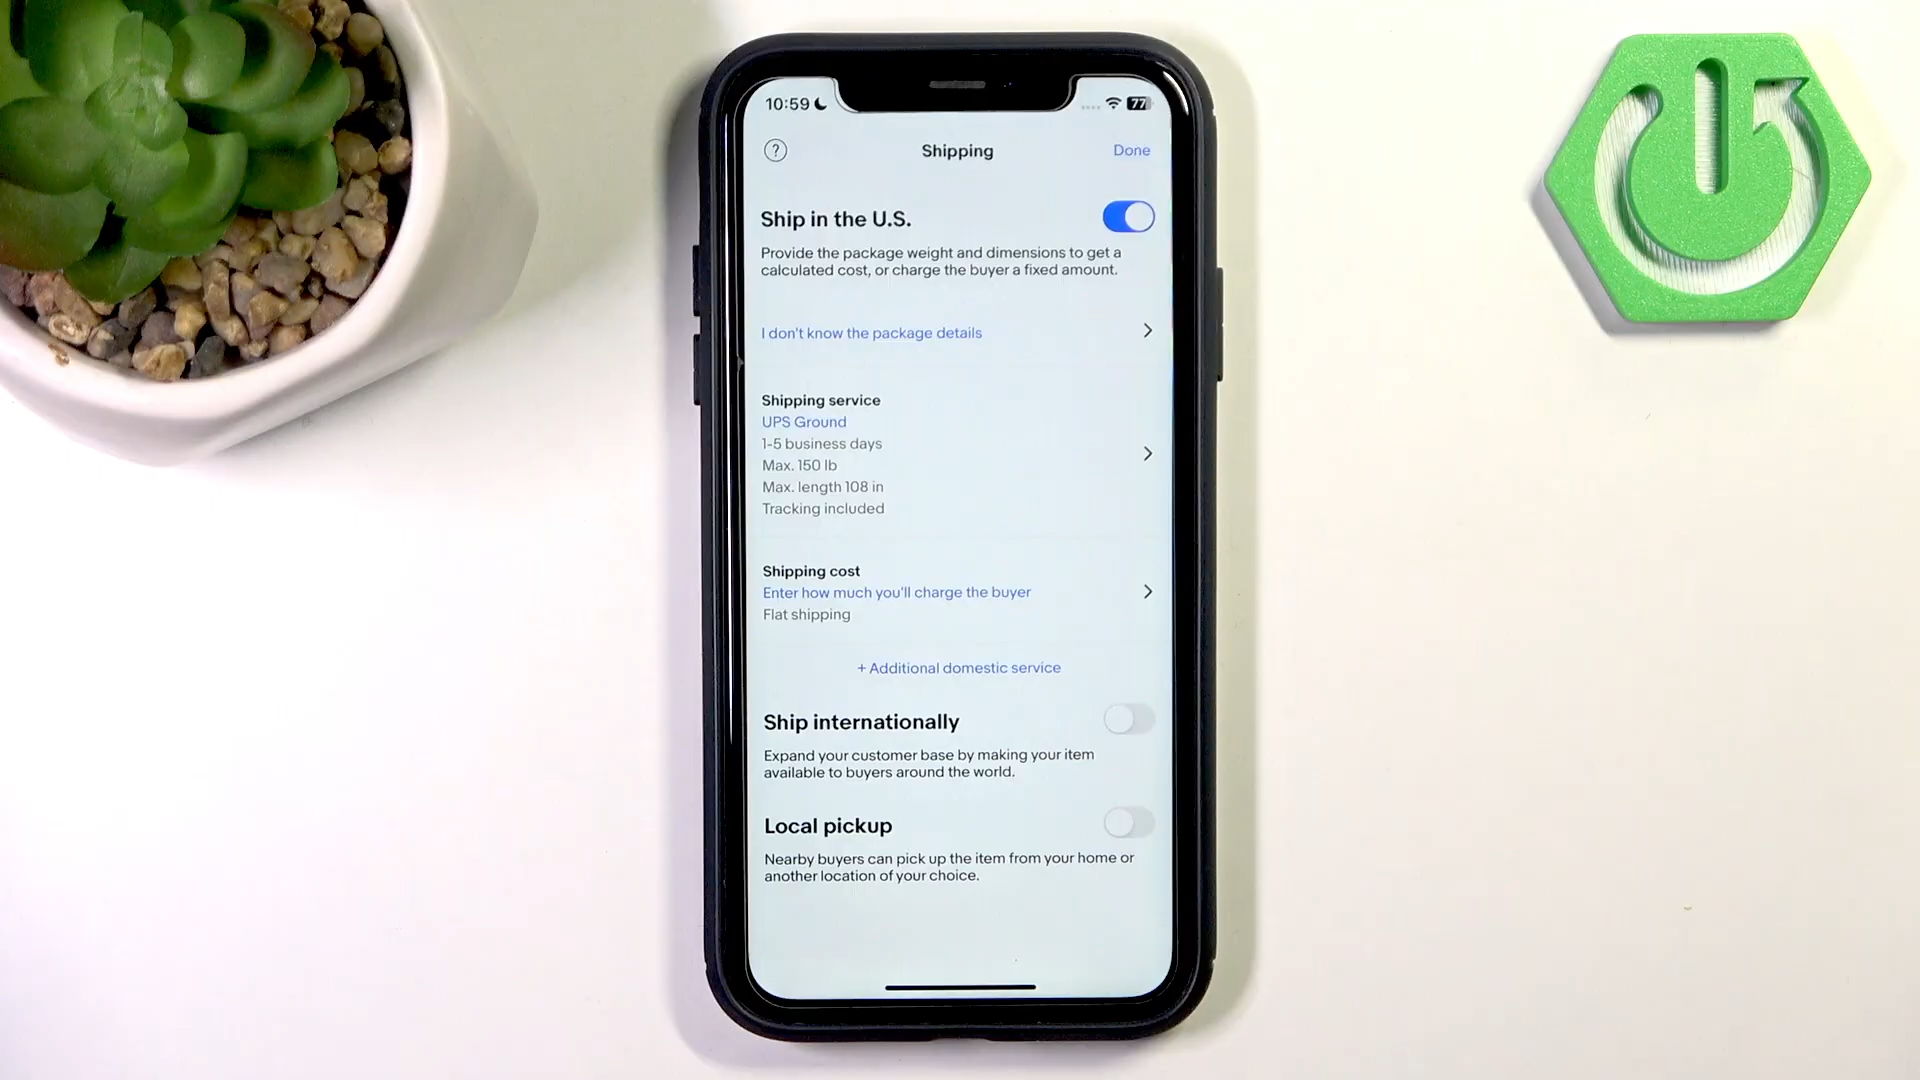 10:59
77
?
Shipping
Done
Ship in the U.S.
Provide the package weight and dimensions to get a
calculated cost, or charge the buyer a fixed amount.
I don't know the package details
Shipping service
UPS Ground
1-5 business days
Max. 150 lb
Max. length 108 in
Tracking included
Shipping cost
Enter how much you'll charge the buyer
Flat shipping
+ Additional domestic service
Ship internationally
Expand your customer base by making your item
available to buyers around the world.
Local pickup
Nearby buyers can pick up the item from your home or
another location of your choice.